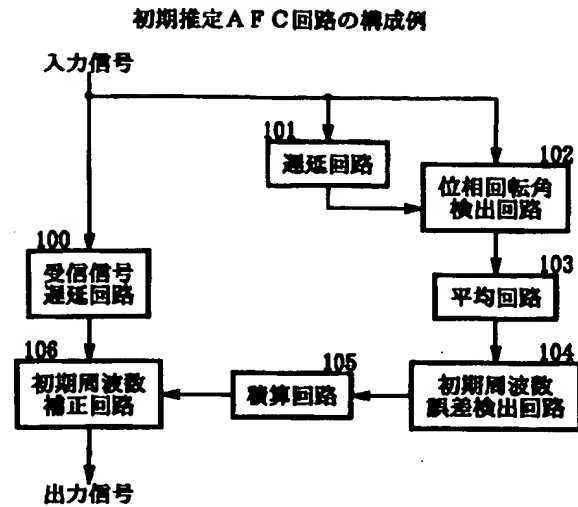 初期推定AFC回路の構成例
入力信号
101
遅延回路
102
位相回転角
検出回路
100
受信信号
遅延回路
103
平均回路
106
初期周波数
補正回路
105
積算回路
104
初期周波数
誤差検出回路
出力信号